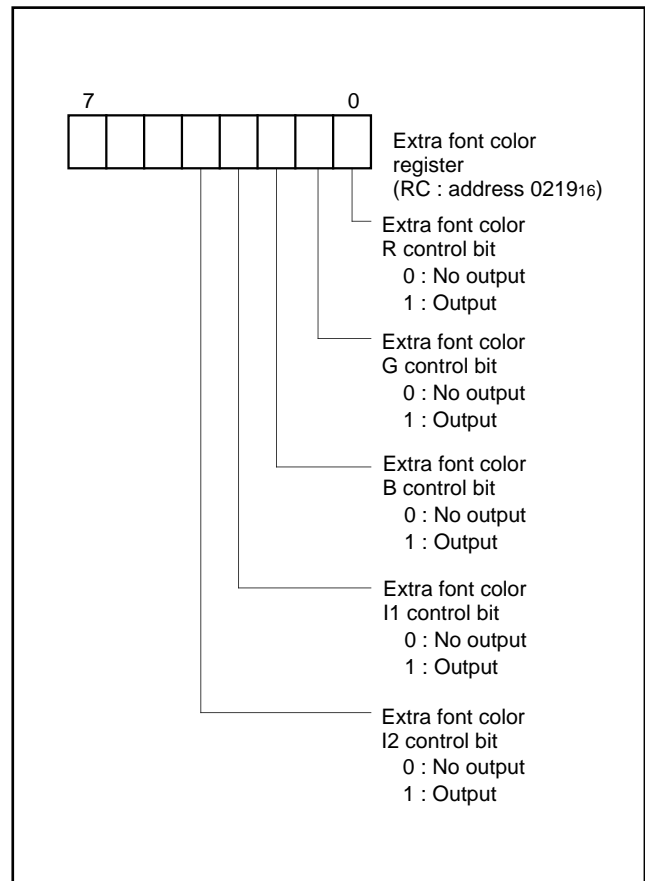 7 0
Extra font color
register
(RC : address 021916)
Extra font color
R control bit
0 : No output
1 : Output
Extra font color
G control bit
0 : No output
1 : Output
Extra font color
B control bit
0 : No output
1 : Output
Extra font color
I1 control bit
0 : No output
1 : Output
Extra font color
I2 control bit
0 : No output
1 : Output